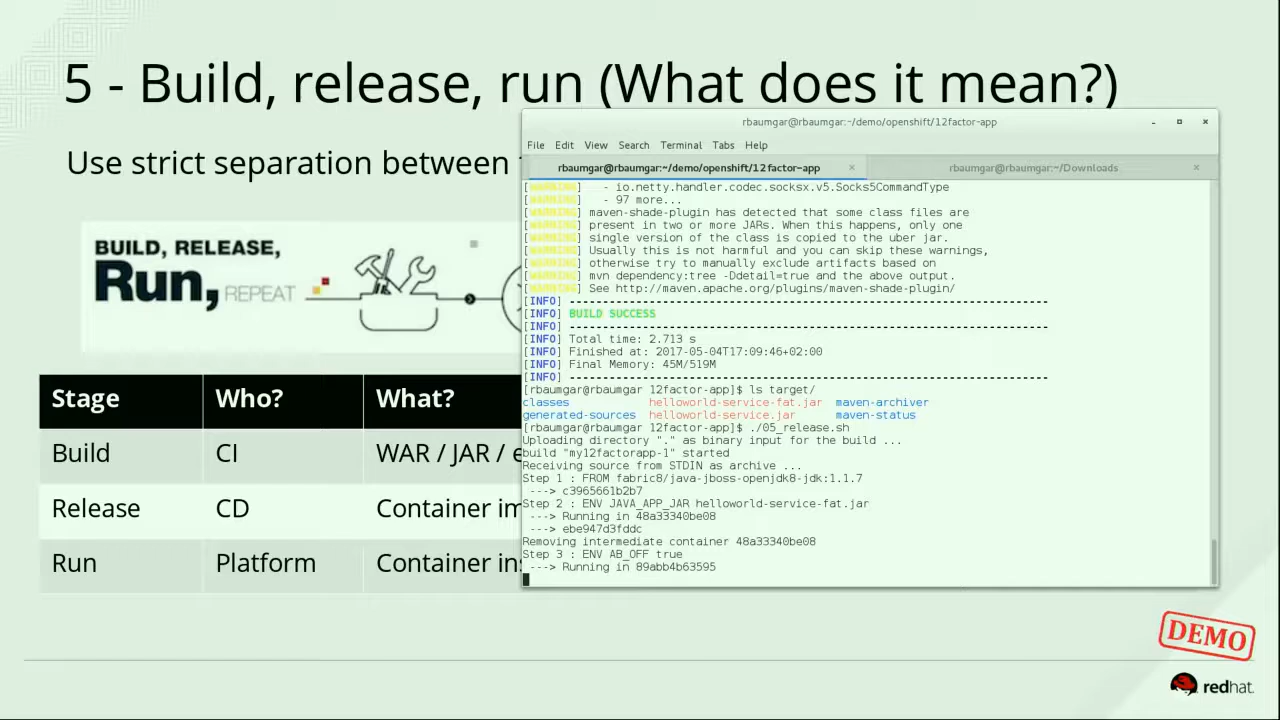 5 - Build, release, run (What does it mean?)
Use strict separation between
BUILD, RELEASE,
Run, REPEAT
Stage Who? What?
Build CI WAR / JAR / e
Release CD Container im
Run Platform Container ins
rbaumgar@rbaumgar:~/demo/openshift/12factor-app
File Edit View Search Terminal Tabs Help
rbaumgar@rbaumgar:~/demo/openshift/12factor-app × rbaumgar@rbaumgar:~/Downloads ×
[WARNING]   - io.netty.handler.codec.socksx.v5.Socks5CommandType
[WARNING]   - 97 more...
[WARNING] maven-shade-plugin has detected that some class files are
[WARNING] present in two or more JARs. When this happens, only one
[WARNING] single version of the class is copied to the uber jar.
[WARNING] Usually this is not harmful and you can skip these warnings,
[WARNING] otherwise try to manually exclude artifacts based on
[WARNING] mvn dependency:tree -Ddetail=true and the above output.
[WARNING] See http://maven.apache.org/plugins/maven-shade-plugin/
[INFO] ------------------------------------------------------------------------
[INFO] BUILD SUCCESS
[INFO] ------------------------------------------------------------------------
[INFO] Total time: 2.713 s
[INFO] Finished at: 2017-05-04T17:09:46+02:00
[INFO] Final Memory: 45M/519M
[INFO] ------------------------------------------------------------------------
[rbaumgar@rbaumgar 12factor-app]$ ls target/
classes helloworld-service-fat.jar maven-archiver
generated-sources helloworld-service.jar maven-status
[rbaumgar@rbaumgar 12factor-app]$ ./05_release.sh
Uploading directory "." as binary input for the build ...
build "my12factorapp-1" started
Receiving source from STDIN as archive ...
Step 1 : FROM fabric8/java-jboss-openjdk8-jdk:1.1.7
 ---> c3965661b2b7
Step 2 : ENV JAVA_APP_JAR helloworld-service-fat.jar
 ---> Running in 48a33340be08
 ---> ebe947d3fddc
Removing intermediate container 48a33340be08
Step 3 : ENV AB_OFF true
 ---> Running in 89abb4b63595
DEMO
redhat.